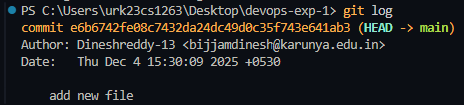 PS C:\Users\urk23cs1263\Desktop\devops-exp-1> git log
commit e6b6742fe08c7432da24dc49d0c35f743e641ab3 (HEAD -> main)
Author: Dineshreddy-13 <bijjamdinesh@karunya.edu.in>
Date:   Thu Dec 4 15:30:09 2025 +0530
    add new file